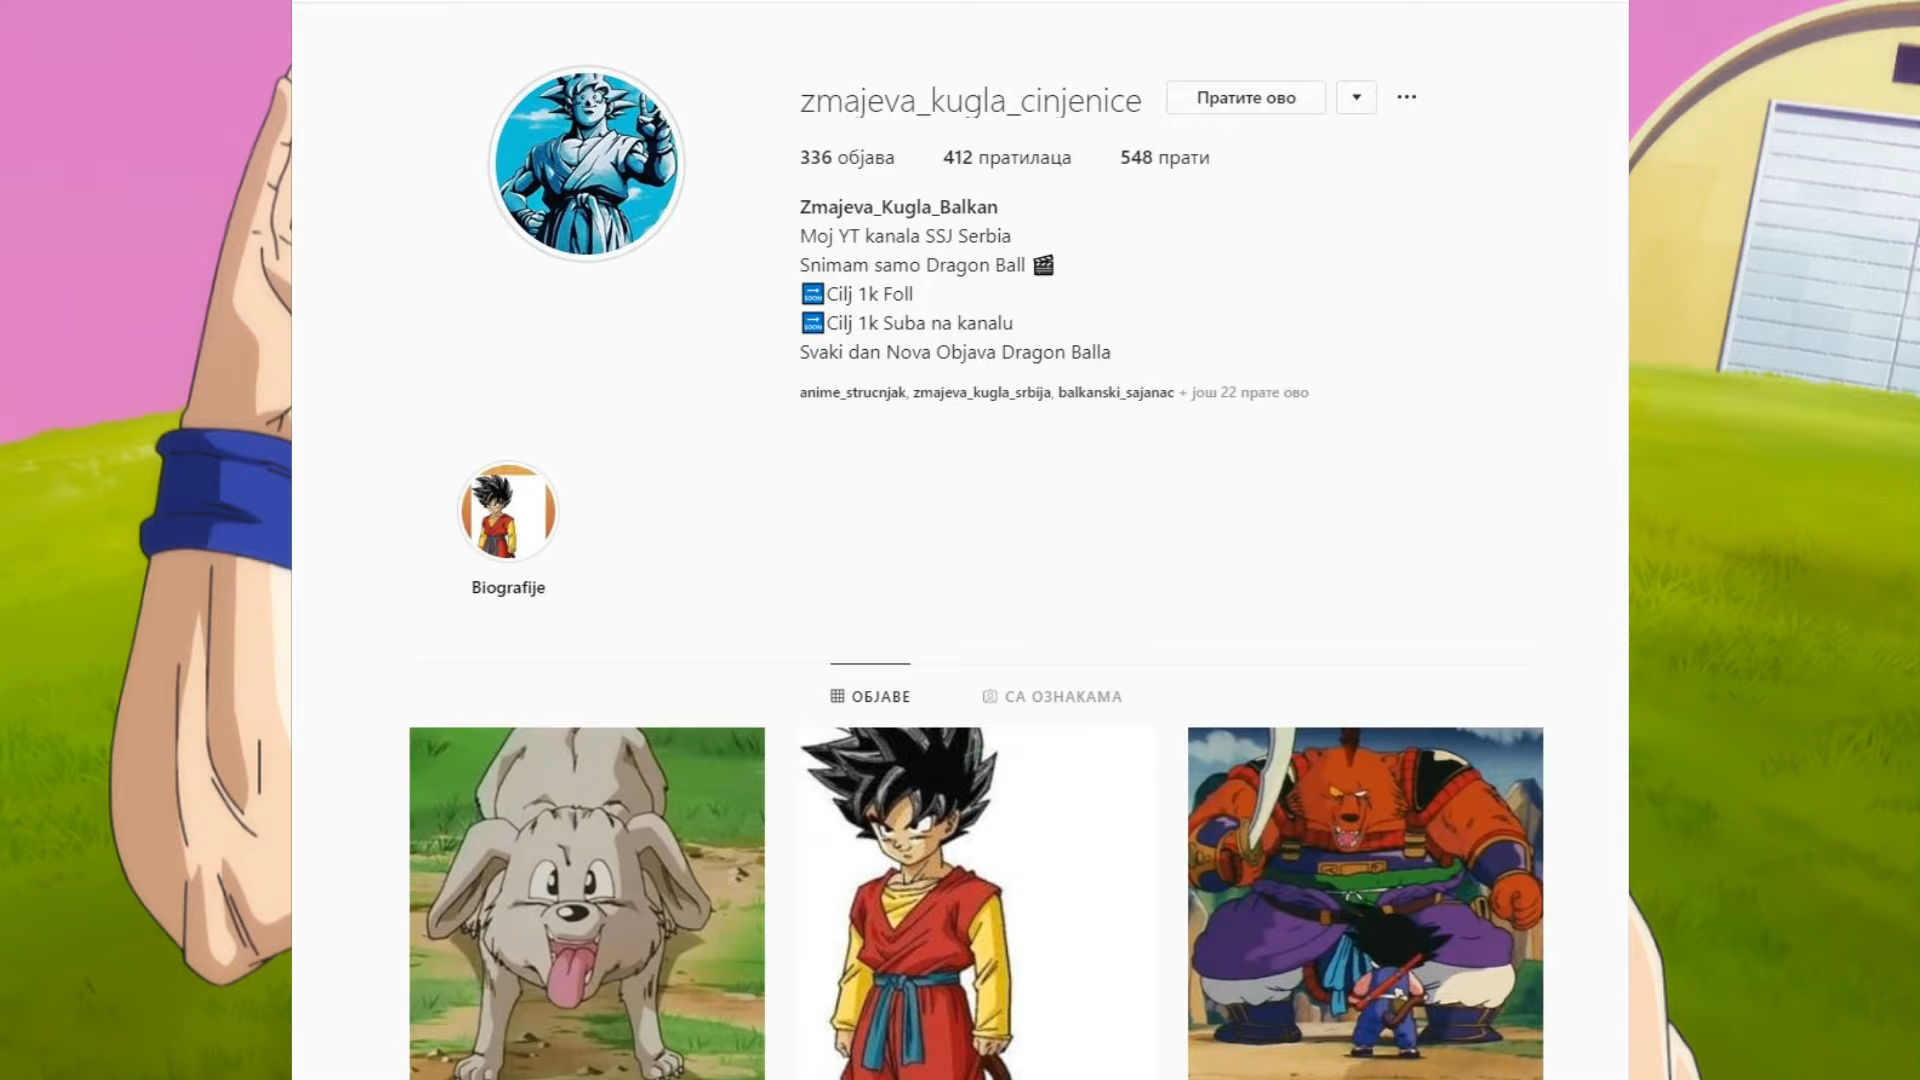 zmajeva_kugla_cinjenice
Пратите ово
336 објава 412 пратилаца 548 прати
Zmajeva_Kugla_Balkan
Moj YT kanala SSJ Serbia
Snimam samo Dragon Ball 🎬
🔜Cilj 1k Foll
🔜Cilj 1k Suba na kanalu
Svaki dan Nova Objava Dragon Balla
anime_strucnjak, zmajeva_kugla_srbija, balkanski_sajanac + још 22 прате ово
Biografije
ОБЈАВЕ
СА ОЗНАКАМА